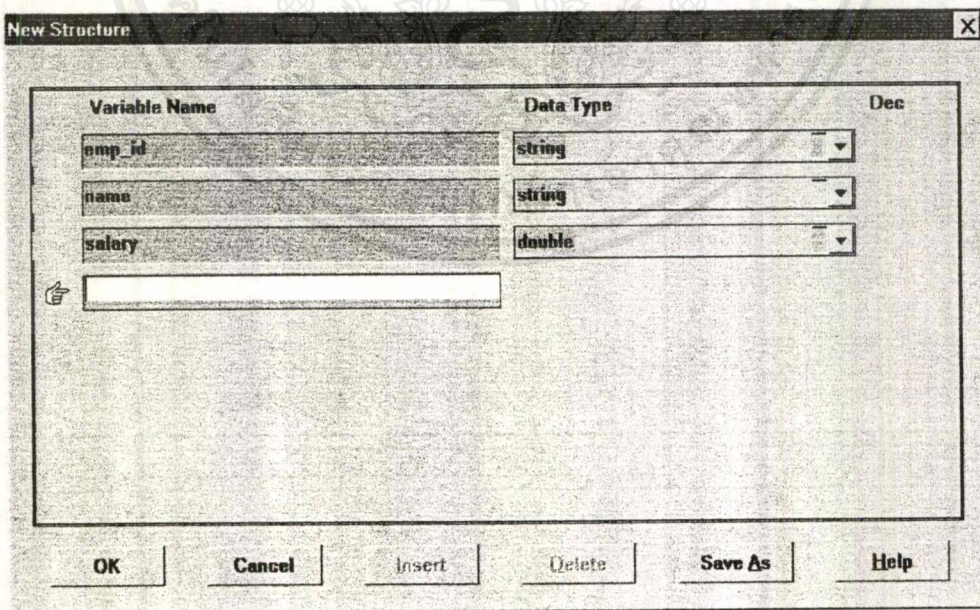 New Structure
Variable Name Data Type Dec
emp_id string
name string
salary double
OK Cancel Insert Delete Save As Help